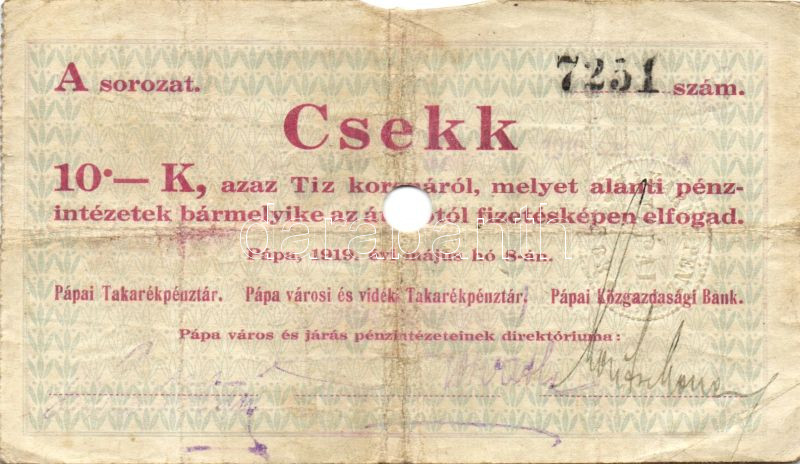 A sorozat. 7251 szám.
Csekk
10·— K, azaz Tiz koronáról, melyet alanti pénz-
intézetek bármelyike az átadótól fizetésképen elfogad.
Pápa, 1919. évi május hó 8-án.
Pápai Takarékpénztár. Pápa városi és vidéki Takarékpénztár. Pápai Közgazdasági Bank.
Pápa város és járás pénzintézeteinek direktóriuma:
darabanth